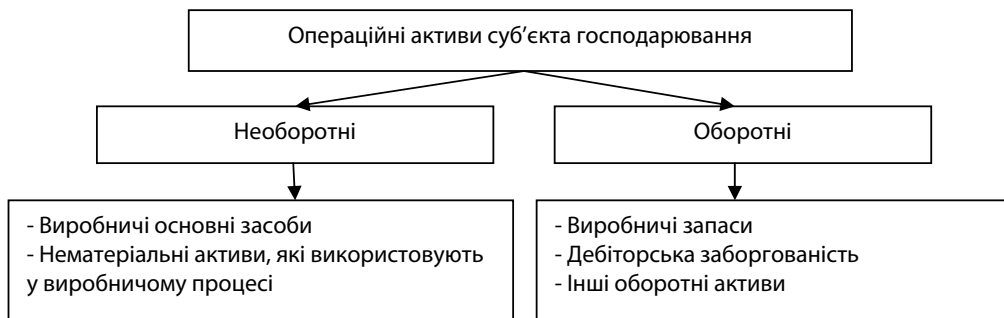 Операційні активи суб’єкта господарювання
Необоротні
Оборотні
- Виробничі основні засоби
- Нематеріальні активи, які використовують
у виробничому процесі
- Виробничі запаси
- Дебіторська заборгованість
- Інші оборотні активи